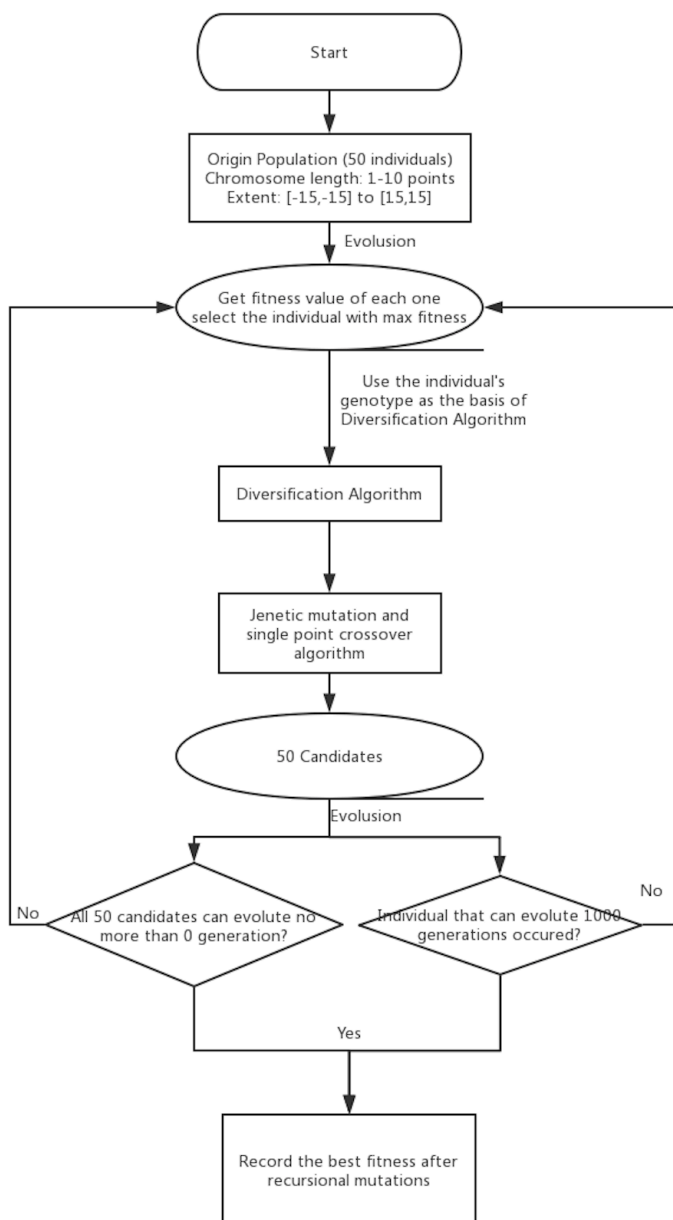 Start
Origin Population (50 individuals)
Chromosome length: 1-10 points
Extent: [-15,-15] to [15,15]
Evolusion
Get fitness value of each one
select the individual with max fitness
Use the individual's
genotype as the basis of
Diversification Algorithm
Diversification Algorithm
Jenetic mutation and
single point crossover
algorithm
50 Candidates
Evolusion
No
All 50 candidates can evolute no
more than 0 generation?
Individual that can evolute 1000
generations occured?
No
Yes
Record the best fitness after
recursional mutations